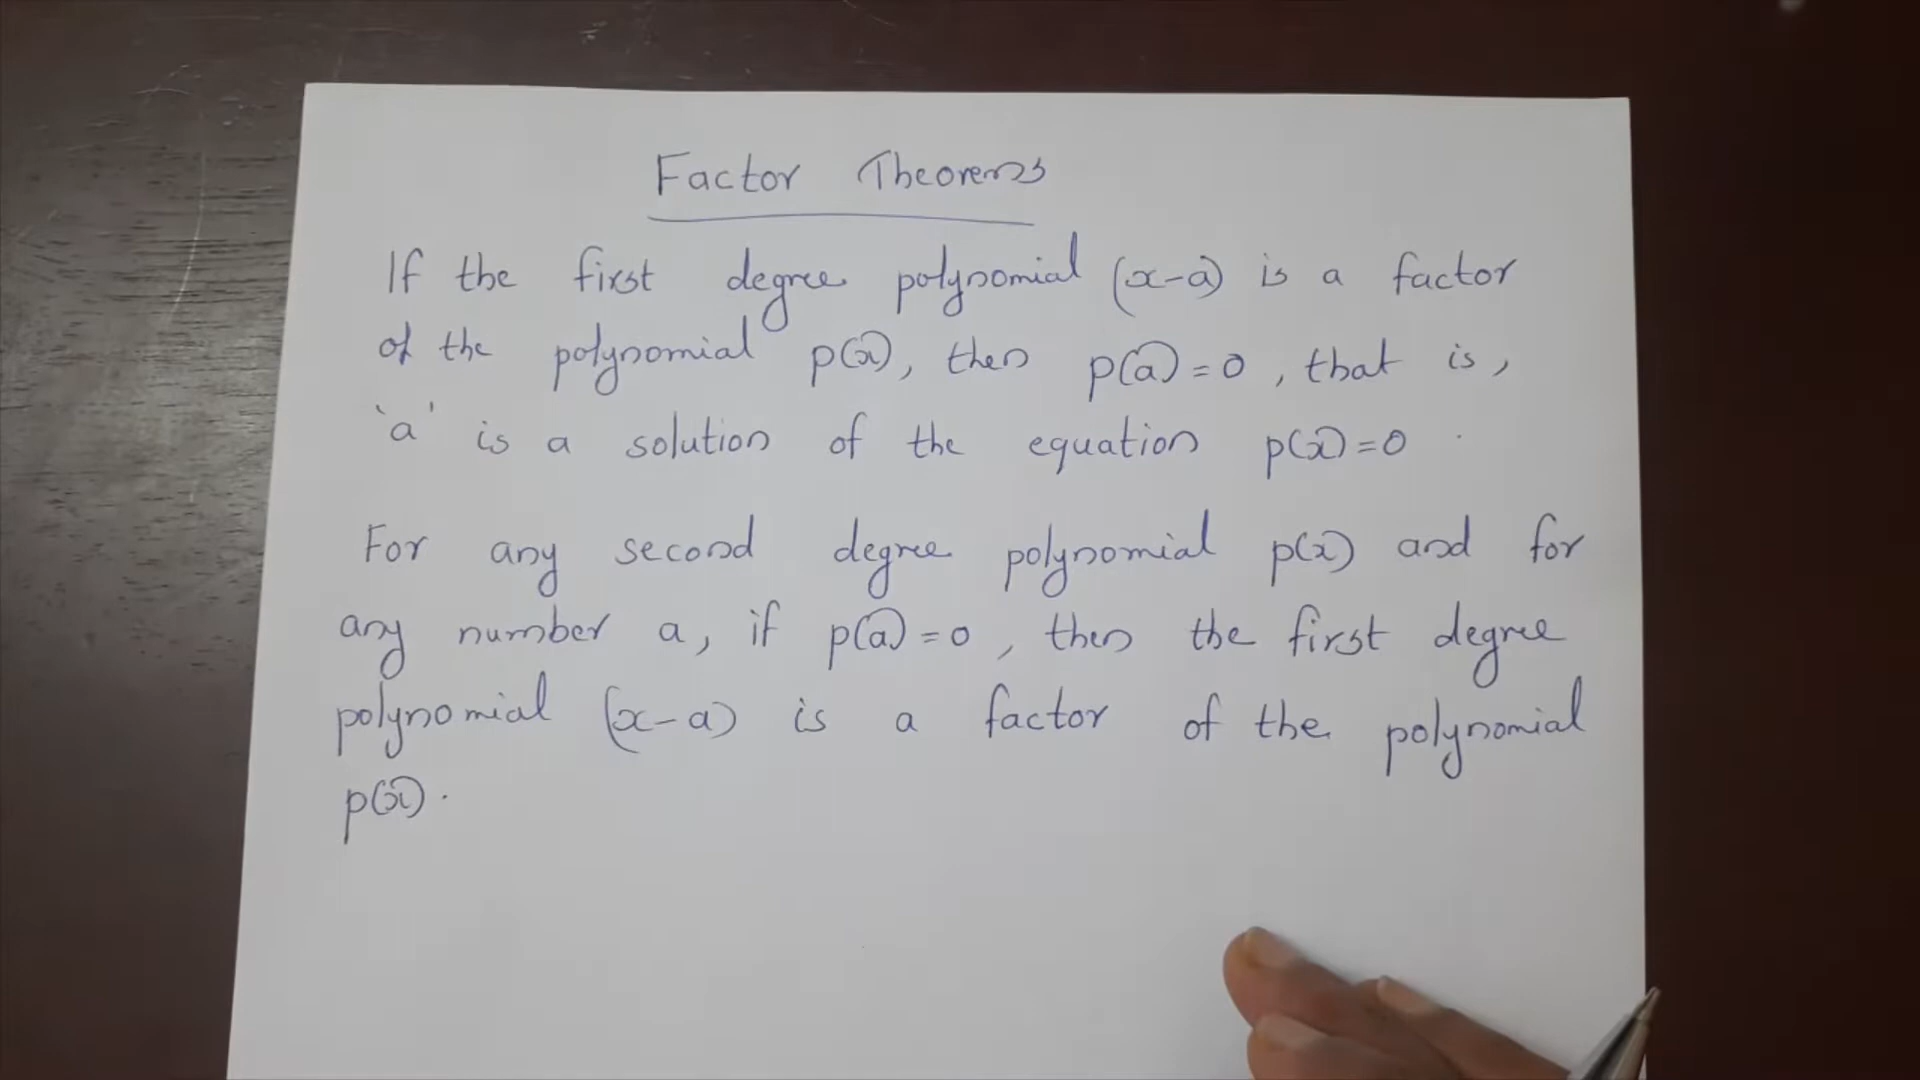 Factor Theorem
If the first degree polynomial (x-a) is a factor
of the polynomial p(x), then p(a)=0, that is,
'a' is a solution of the equation p(x)=0.
For any second degree polynomial p(x) and for
any number a, if p(a)=0, then the first degree
polynomial (x-a) is a factor of the polynomial
p(x).